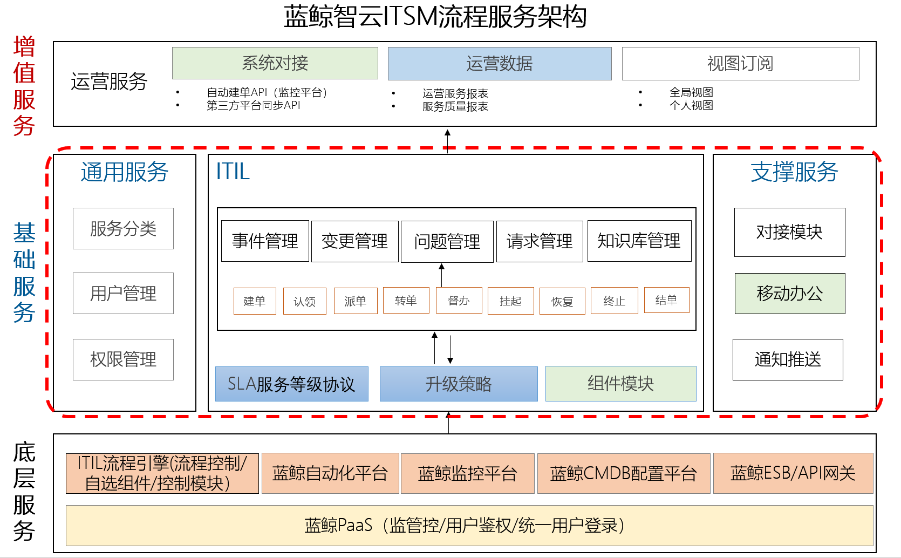 蓝鲸智云ITSM流程服务架构
增值服务
运营服务
系统对接
运营数据
视图订阅
• 自动建单API（监控平台）
• 第三方平台同步API
• 运营服务报表
• 服务质量报表
• 全局视图
• 个人视图
基础服务
通用服务
服务分类
用户管理
权限管理
ITIL
事件管理
变更管理
问题管理
请求管理
知识库管理
建单
认领
派单
转单
督办
挂起
恢复
终止
结单
SLA服务等级协议
升级策略
组件模块
支撑服务
对接模块
移动办公
通知推送
底层服务
ITIL流程引擎(流程控制/
自选组件/控制模块）
蓝鲸自动化平台
蓝鲸监控平台
蓝鲸CMDB配置平台
蓝鲸ESB/API网关
蓝鲸PaaS（监管控/用户鉴权/统一用户登录）